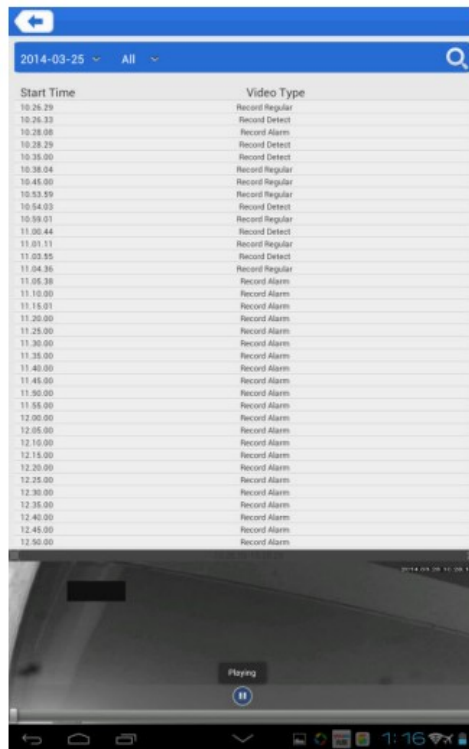 2014-03-25 All
Start Time Video Type
10.26.29 Record Regular
10.26.33 Record Detect
10.28.08 Record Alarm
10.28.29 Record Detect
10.35.00 Record Detect
10.38.04 Record Regular
10.45.00 Record Regular
10.53.59 Record Regular
10.54.03 Record Detect
10.59.01 Record Regular
11.00.44 Record Detect
11.01.11 Record Regular
11.03.55 Record Detect
11.04.36 Record Regular
11.05.38 Record Alarm
11.10.00 Record Alarm
11.15.01 Record Alarm
11.20.00 Record Alarm
11.25.00 Record Alarm
11.30.00 Record Alarm
11.35.00 Record Alarm
11.40.00 Record Alarm
11.45.00 Record Alarm
11.50.00 Record Alarm
11.55.00 Record Alarm
12.00.00 Record Alarm
12.05.00 Record Alarm
12.10.00 Record Alarm
12.15.00 Record Alarm
12.20.00 Record Alarm
12.25.00 Record Alarm
12.30.00 Record Alarm
12.35.00 Record Alarm
12.40.00 Record Alarm
12.45.00 Record Alarm
12.50.00 Record Alarm
Playing
1:16